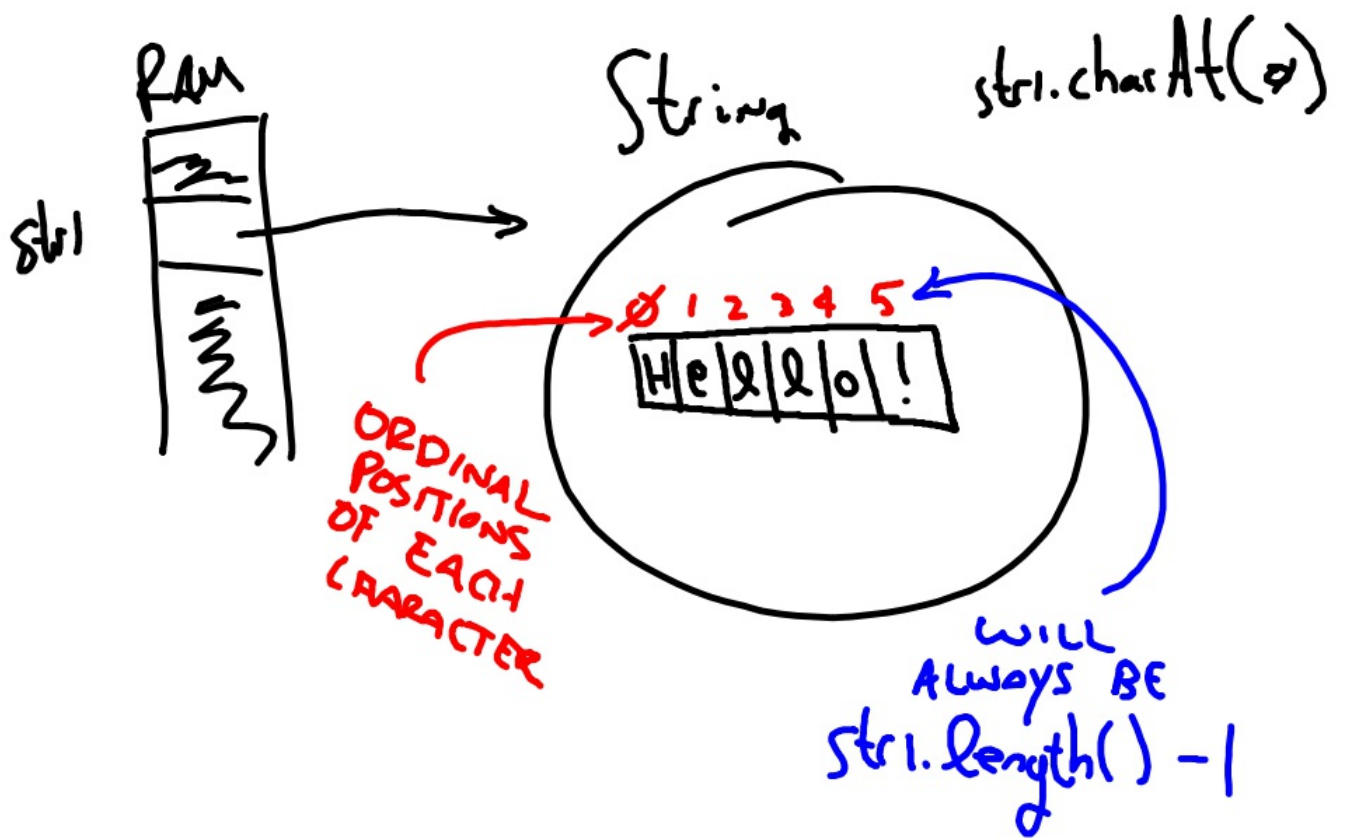 RAM
str1
String
str1.charAt(0)
0 1 2 3 4 5
H e l l o !
ORDINAL
POSITIONS
OF EACH
CHARACTER
WILL
ALWAYS BE
str1.length() -1